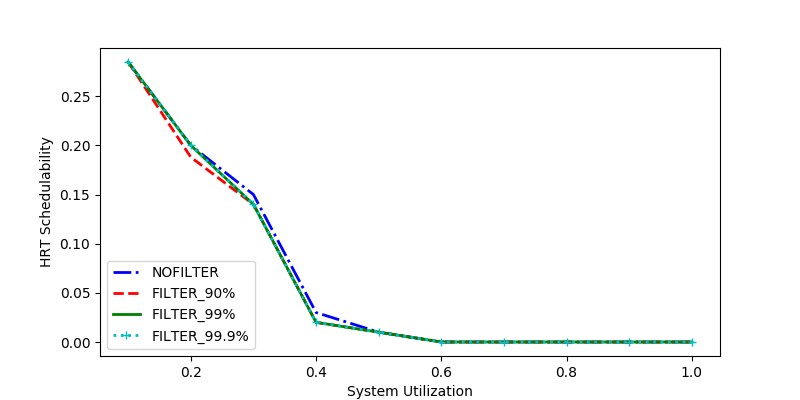 0.25
0.20
0.15
0.10
0.05
0.00
HRT Schedulability
NOFILTER
FILTER_90%
FILTER_99%
FILTER_99.9%
0.2
0.4
0.6
0.8
1.0
System Utilization